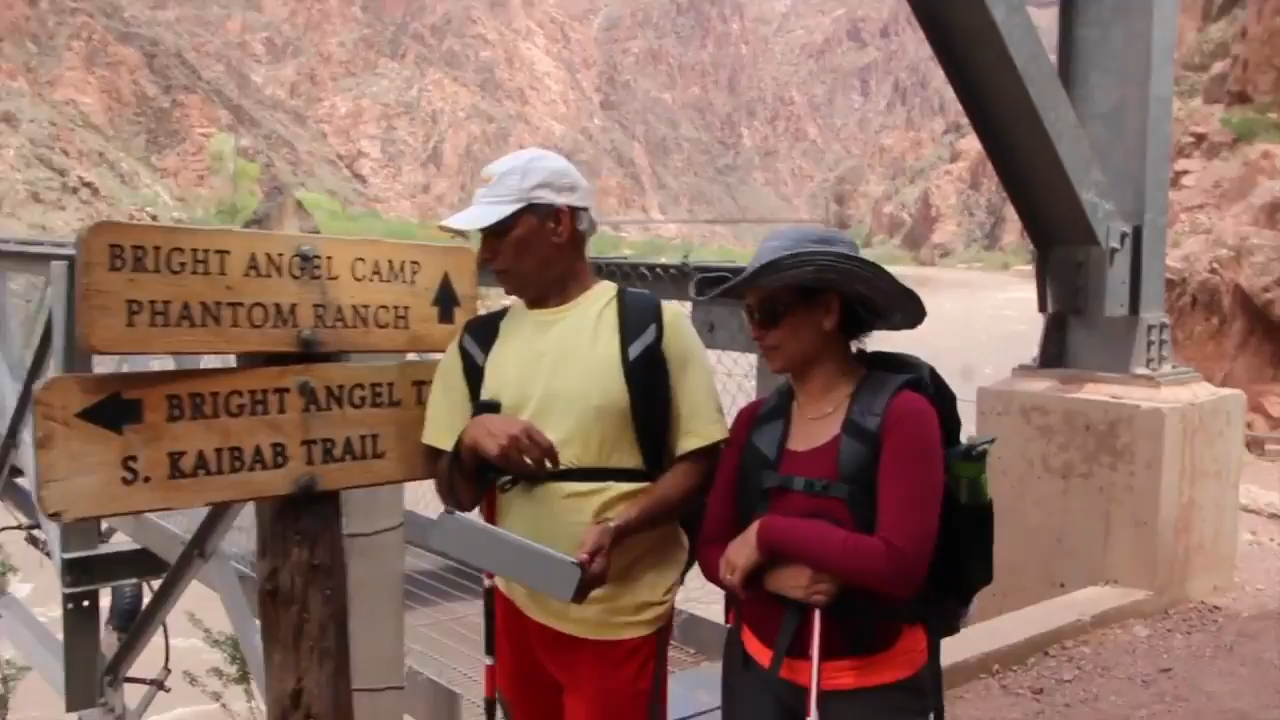 BRIGHT ANGEL CAMP
PHANTOM RANCH
BRIGHT ANGEL T
S. KAIBAB TRAIL